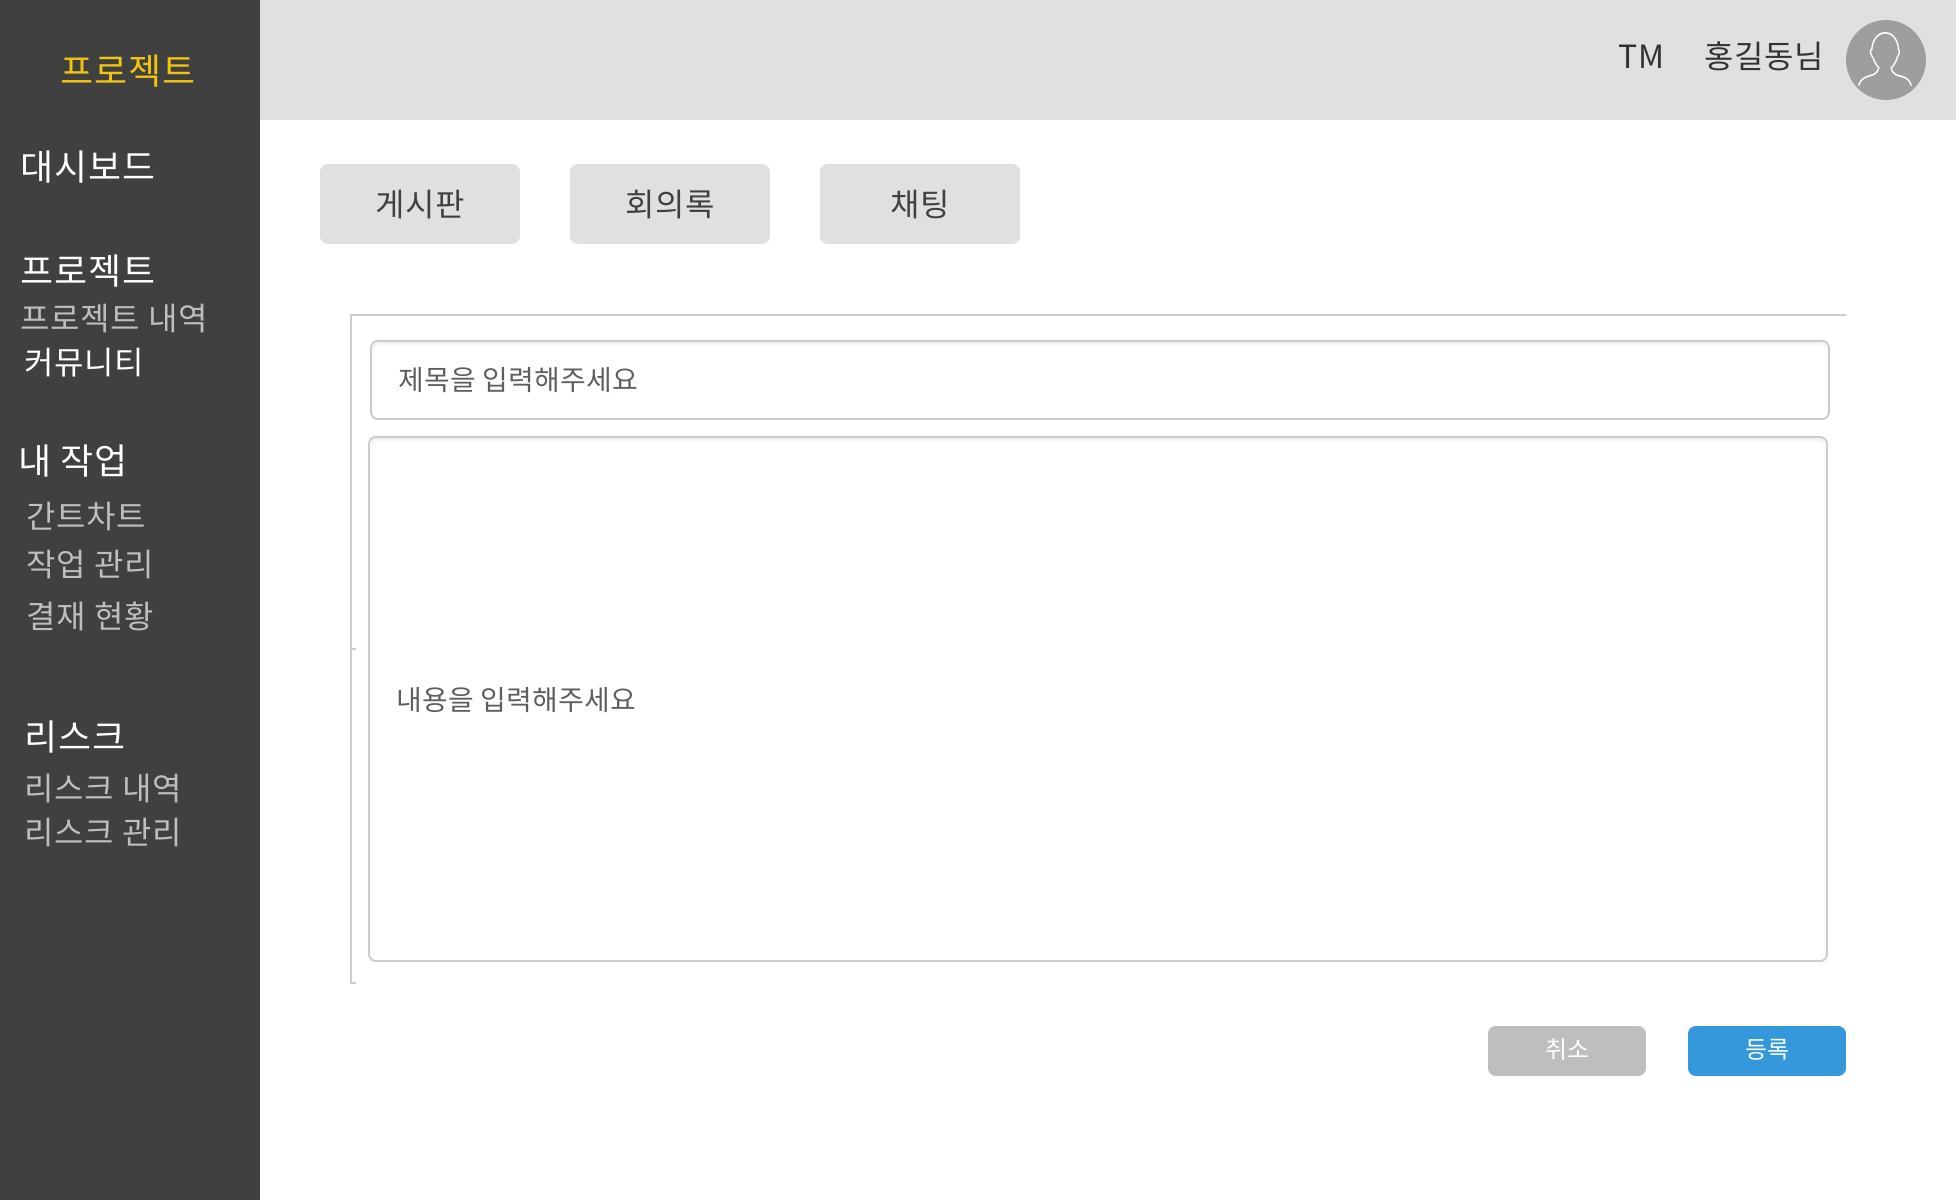 프로젝트
대시보드
프로젝트
프로젝트 내역
커뮤니티
내 작업
간트차트
작업 관리
결재 현황
리스크
리스크 내역
리스크 관리
TM 홍길동님
게시판 회의록 채팅
제목을 입력해주세요
내용을 입력해주세요
취소 등록